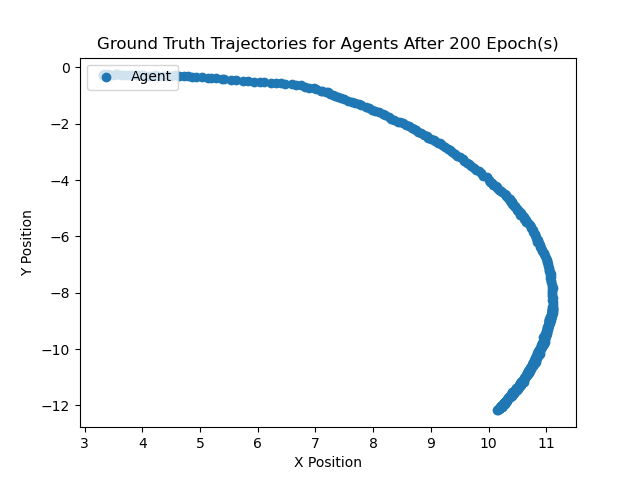 Ground Truth Trajectories for Agents After 200 Epoch(s)
Agent
0
−2
−4
−6
−8
−10
−12
Y Position
3 4 5 6 7 8 9 10 11
X Position